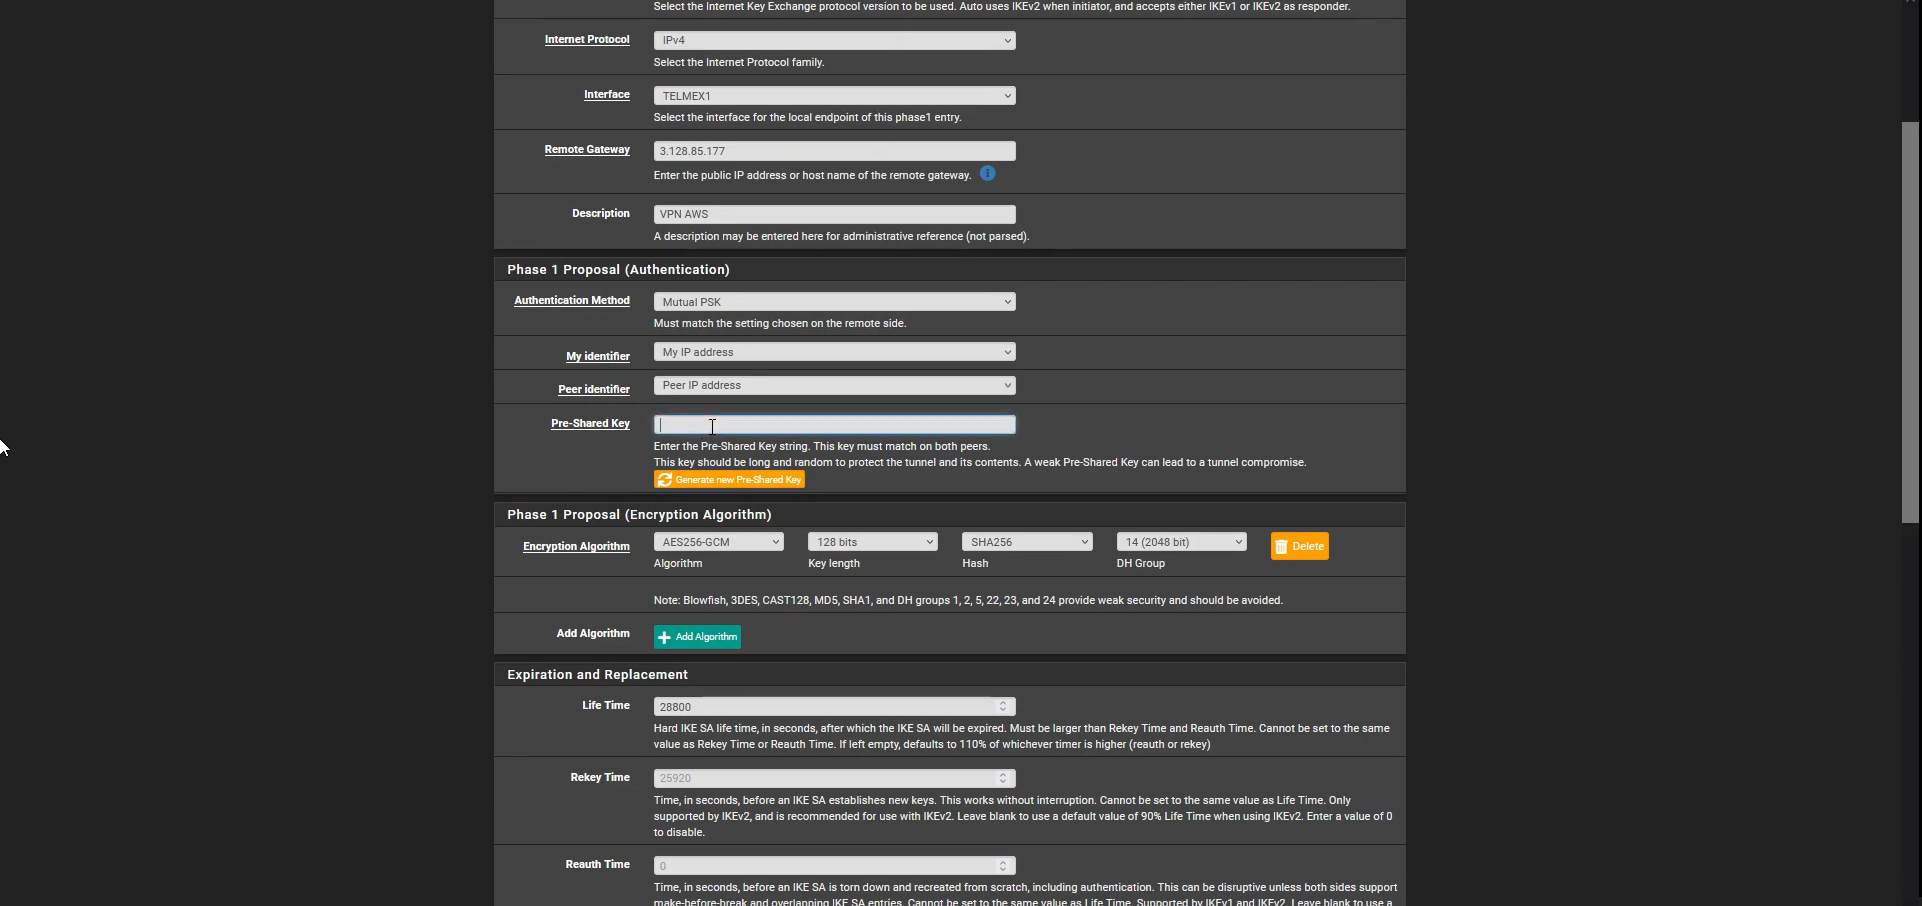 Select the Internet Key Exchange protocol version to be used. Auto uses IKEv2 when initiator, and accepts either IKEv1 or IKEv2 as responder.
Internet Protocol
IPv4
Select the Internet Protocol family.
Interface
TELMEX1
Select the interface for the local endpoint of this phase1 entry.
Remote Gateway
3.128.85.177
Enter the public IP address or host name of the remote gateway.
Description
VPN AWS
A description may be entered here for administrative reference (not parsed).
Phase 1 Proposal (Authentication)
Authentication Method
Mutual PSK
Must match the setting chosen on the remote side.
My identifier
My IP address
Peer identifier
Peer IP address
Pre-Shared Key
Enter the Pre-Shared Key string. This key must match on both peers.
This key should be long and random to protect the tunnel and its contents. A weak Pre-Shared Key can lead to a tunnel compromise.
Generate new Pre-Shared Key
Phase 1 Proposal (Encryption Algorithm)
Encryption Algorithm
AES256-GCM 128 bits SHA256 14 (2048 bit) Delete
Algorithm Key length Hash DH Group
Note: Blowfish, 3DES, CAST128, MD5, SHA1, and DH groups 1, 2, 5, 22, 23, and 24 provide weak security and should be avoided.
Add Algorithm
Add Algorithm
Expiration and Replacement
Life Time
28800
Hard IKE SA life time, in seconds, after which the IKE SA will be expired. Must be larger than Rekey Time and Reauth Time. Cannot be set to the same
value as Rekey Time or Reauth Time. If left empty, defaults to 110% of whichever timer is higher (reauth or rekey)
Rekey Time
25920
Time, in seconds, before an IKE SA establishes new keys. This works without interruption. Cannot be set to the same value as Life Time. Only
supported by IKEv2, and is recommended for use with IKEv2. Leave blank to use a default value of 90% Life Time when using IKEv2. Enter a value of 0
to disable.
Reauth Time
0
Time, in seconds, before an IKE SA is torn down and recreated from scratch, including authentication. This can be disruptive unless both sides support
make-before-break and overlapping IKE SA entries. Cannot be set to the same value as Life Time. Supported by IKEv1 and IKEv2. Leave blank to use a